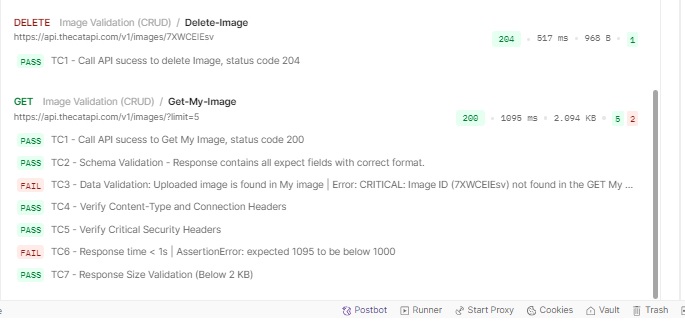 DELETE Image Validation (CRUD) / Delete-Image
https://api.thecatapi.com/v1/images/7XWCEIEsv 204 • 517 ms • 968 B • 1
PASS TC1 - Call API sucess to delete Image, status code 204
GET Image Validation (CRUD) / Get-My-Image
https://api.thecatapi.com/v1/images/?limit=5 200 • 1095 ms • 2.094 KB • 5 2
PASS TC1 - Call API sucess to Get My Image, status code 200
PASS TC2 - Schema Validation - Response contains all expect fields with correct format.
FAIL TC3 - Data Validation: Uploaded image is found in My image | Error: CRITICAL: Image ID (7XWCEIEsv) not found in the GET My ...
PASS TC4 - Verify Content-Type and Connection Headers
PASS TC5 - Verify Critical Security Headers
FAIL TC6 - Response time < 1s | AssertionError: expected 1095 to be below 1000
PASS TC7 - Response Size Validation (Below 2 KB)
Postbot Runner Start Proxy Cookies Vault Trash